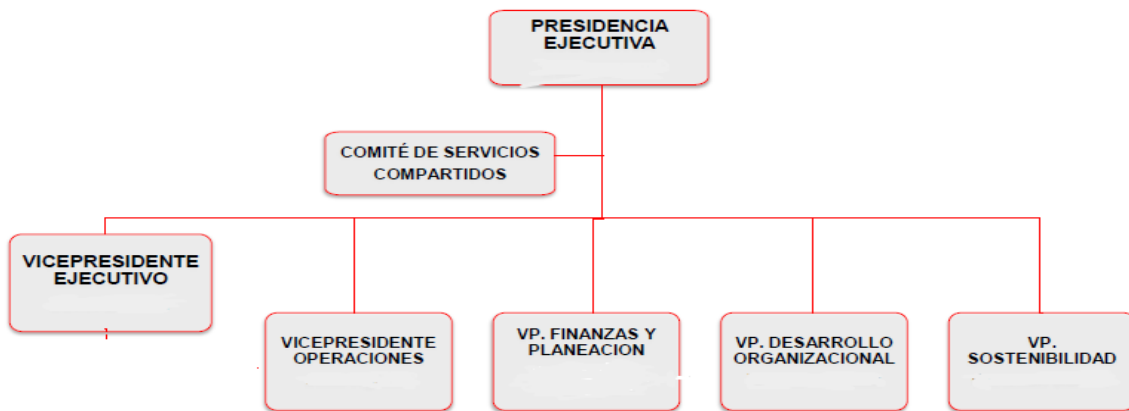 PRESIDENCIA
EJECUTIVA
COMITÉ DE SERVICIOS
COMPARTIDOS
VICEPRESIDENTE
EJECUTIVO
VICEPRESIDENTE
OPERACIONES
VP. FINANZAS Y
PLANEACION
VP. DESARROLLO
ORGANIZACIONAL
VP.
SOSTENIBILIDAD